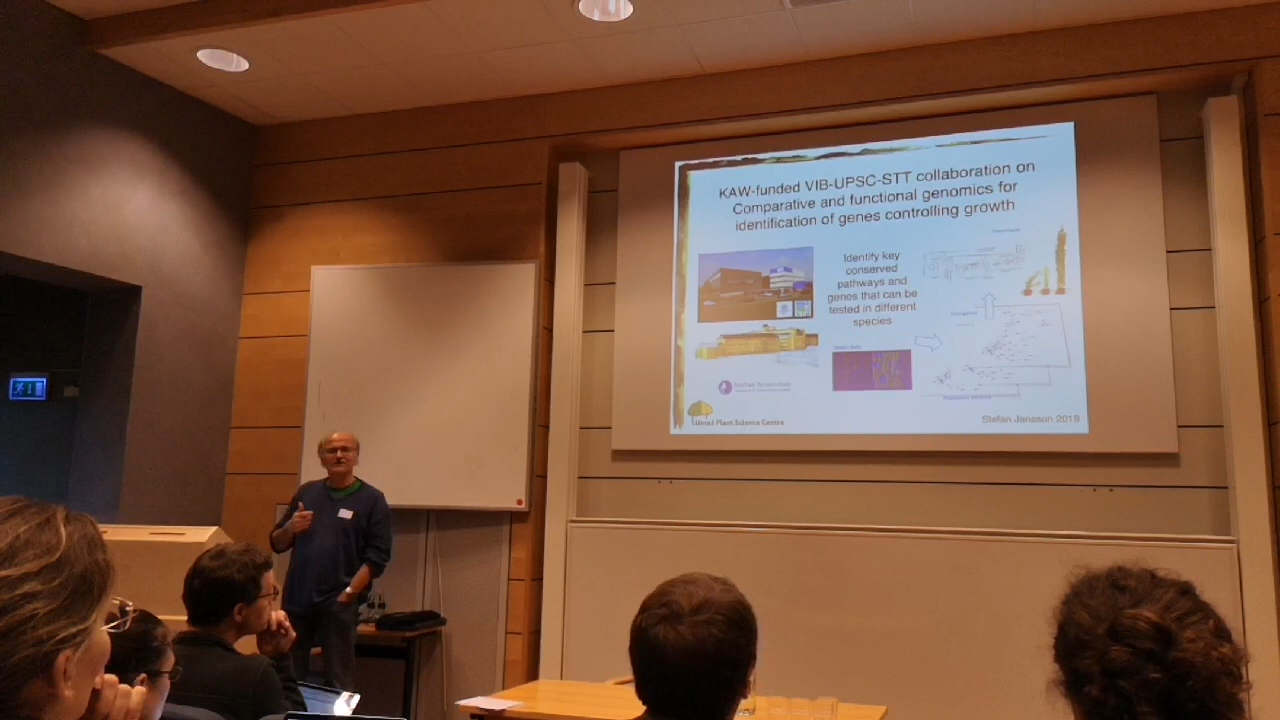 KAW-funded VIB-UPSC-STT collaboration on
Comparative and functional genomics for
identification of genes controlling growth
Identify key
conserved
pathways and
genes that can be
tested in different
species
Umeå Plant Science Centre
Stefan Jansson 2019